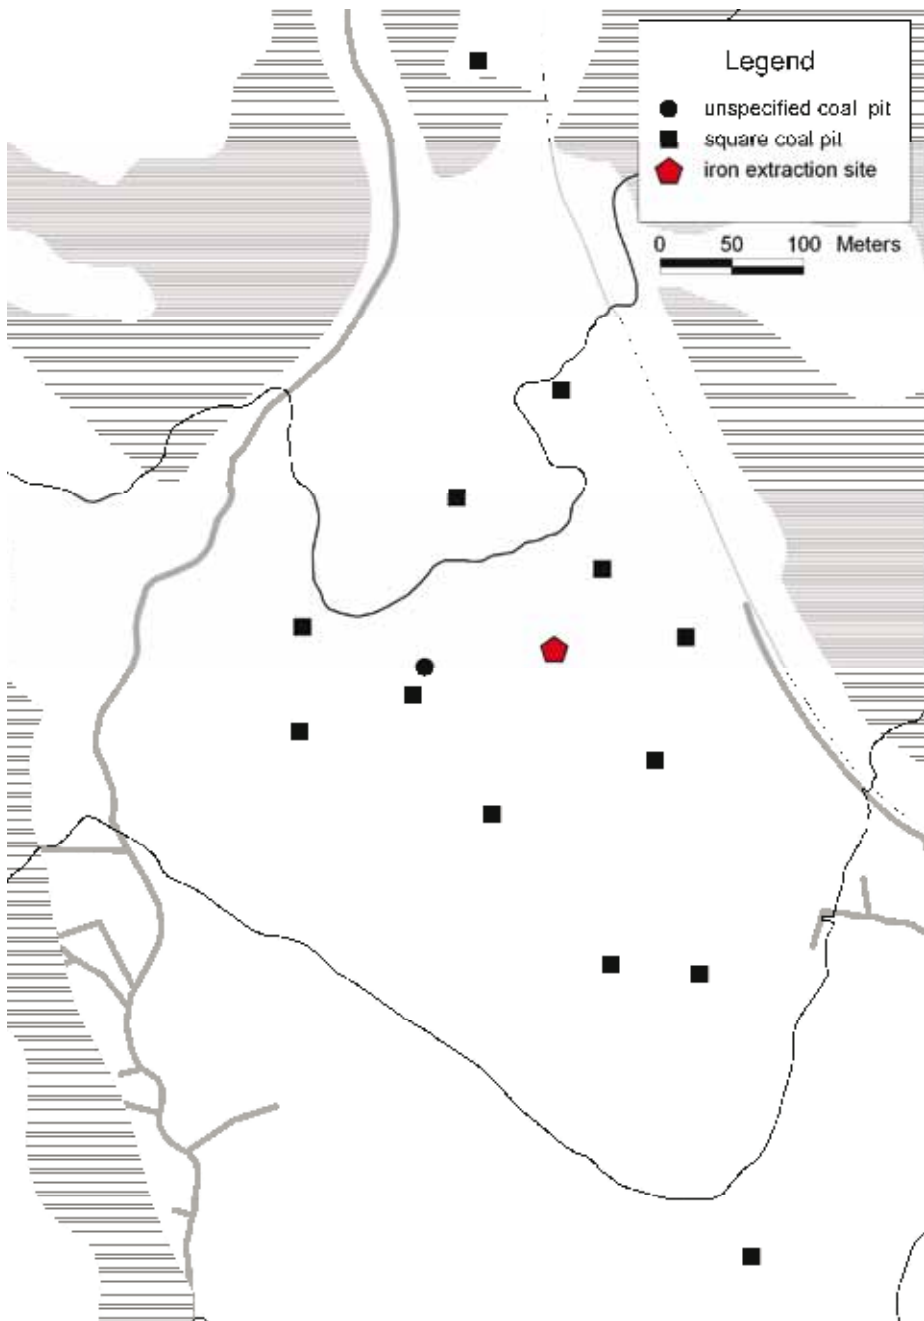 Legend
unspecified coal pit
square coal pit
iron extraction site
0 50 100 Meters